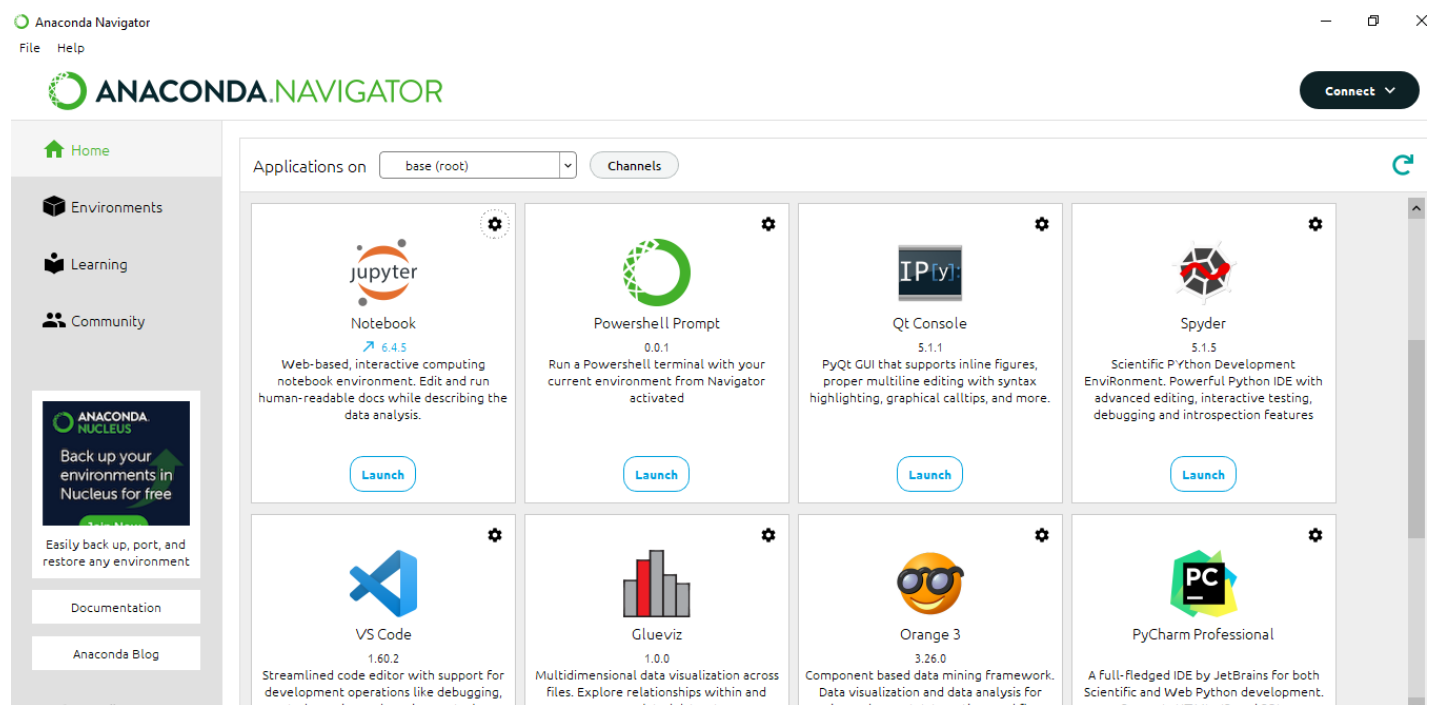 Anaconda Navigator
File Help
ANACONDA.NAVIGATOR
Connect
Home
Environments
Learning
Community
ANACONDA.
NUCLEUS
Back up your
environments in
Nucleus for free
Join Now
Easily back up, port, and
restore any environment
Documentation
Anaconda Blog
Applications on base (root) Channels
jupyter
Notebook
6.4.5
Web-based, interactive computing
notebook environment. Edit and run
human-readable docs while describing the
data analysis.
Launch
Powershell Prompt
0.0.1
Run a Powershell terminal with your
current environment from Navigator
activated
Launch
IP[y]:
Qt Console
5.1.1
PyQt GUI that supports inline figures,
proper multiline editing with syntax
highlighting, graphical calltips, and more.
Launch
Spyder
5.1.5
Scientific PYthon Development
EnviRonment. Powerful Python IDE with
advanced editing, interactive testing,
debugging and introspection features
Launch
VS Code
1.60.2
Streamlined code editor with support for
development operations like debugging,
Glueviz
1.0.0
Multidimensional data visualization across
files. Explore relationships within and
Orange 3
3.26.0
Component based data mining framework.
Data visualization and data analysis for
PC
PyCharm Professional
A full-fledged IDE by JetBrains for both
Scientific and Web Python development.